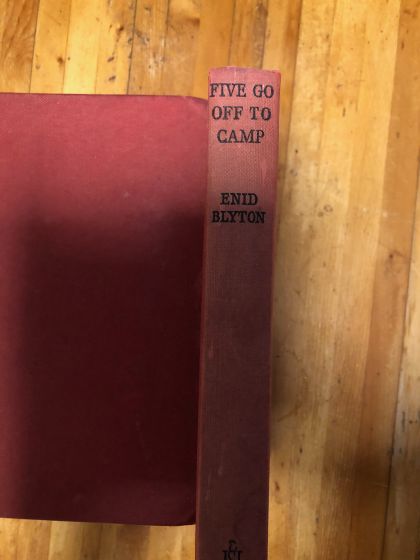 FIVE GO
OFF TO
CAMP
ENID
BLYTON